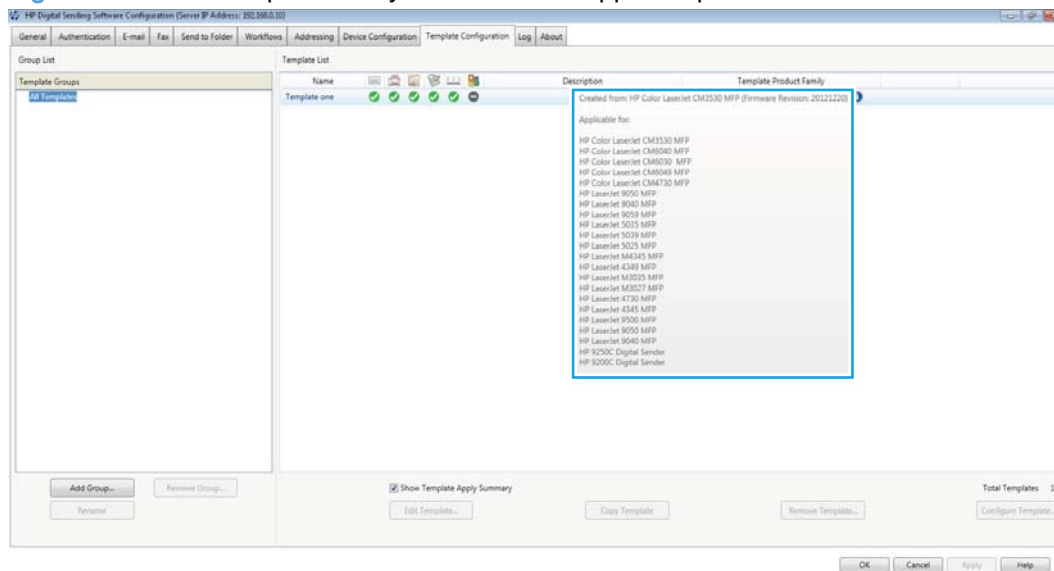 HP Digital Sending Software Configuration (Server IP Address: 192.168.0.10)
General Authentication E-mail Fax Send to Folder Workflows Addressing Device Configuration Template Configuration Log About
Group List
Template List
Template Groups
Name Description Template Product Family
All Templates
Template one
Created from: HP Color LaserJet CM3530 MFP (Firmware Revision: 20121220)
Applicable for:
HP Color LaserJet CM3530 MFP
HP Color LaserJet CM6040 MFP
HP Color LaserJet CM6030 MFP
HP Color LaserJet CM6049 MFP
HP Color LaserJet CM4730 MFP
HP LaserJet 9050 MFP
HP LaserJet 9040 MFP
HP LaserJet 9059 MFP
HP LaserJet 5035 MFP
HP LaserJet 5039 MFP
HP LaserJet 5025 MFP
HP LaserJet M4345 MFP
HP LaserJet 4349 MFP
HP LaserJet M3035 MFP
HP LaserJet M3027 MFP
HP LaserJet 4730 MFP
HP LaserJet 4345 MFP
HP LaserJet 9500 MFP
HP LaserJet 9050 MFP
HP LaserJet 9040 MFP
HP 9250C Digital Sender
HP 9200C Digital Sender
Add Group... Remove Group... Show Template Apply Summary Total Templates 1
Rename Edit Template... Copy Template Remove Template... Configure Template...
OK Cancel Apply Help